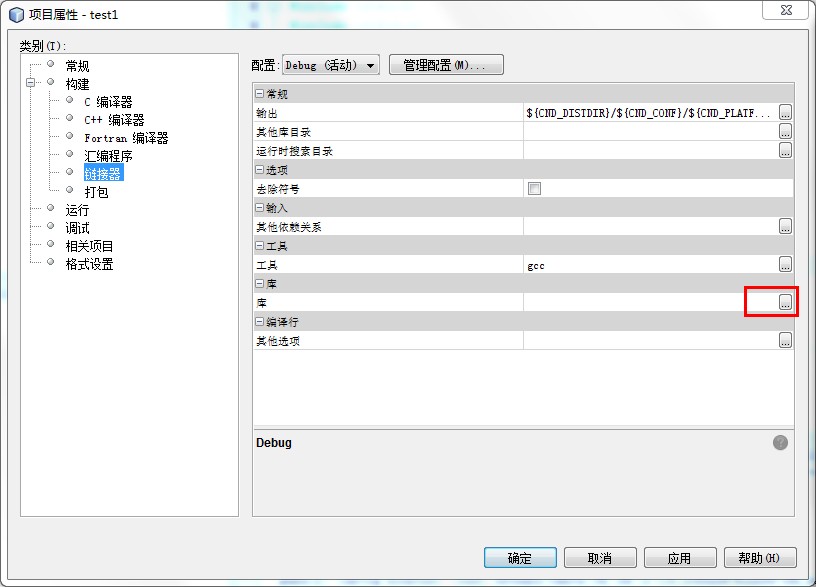 项目属性 - test1
类别(T):
常规
构建
C 编译器
C++ 编译器
Fortran 编译器
汇编程序
链接器
打包
运行
调试
相关项目
格式设置
配置: Debug (活动) 管理配置(M)...
常规
输出 ${CND_DISTDIR}/${CND_CONF}/${CND_PLATF... ...
其他库目录 ...
运行时搜索目录 ...
选项
去除符号
输入
其他依赖关系 ...
工具
工具 gcc ...
库
库 ...
编译行
其他选项 ...
Debug ?
确定 取消 应用 帮助(H)